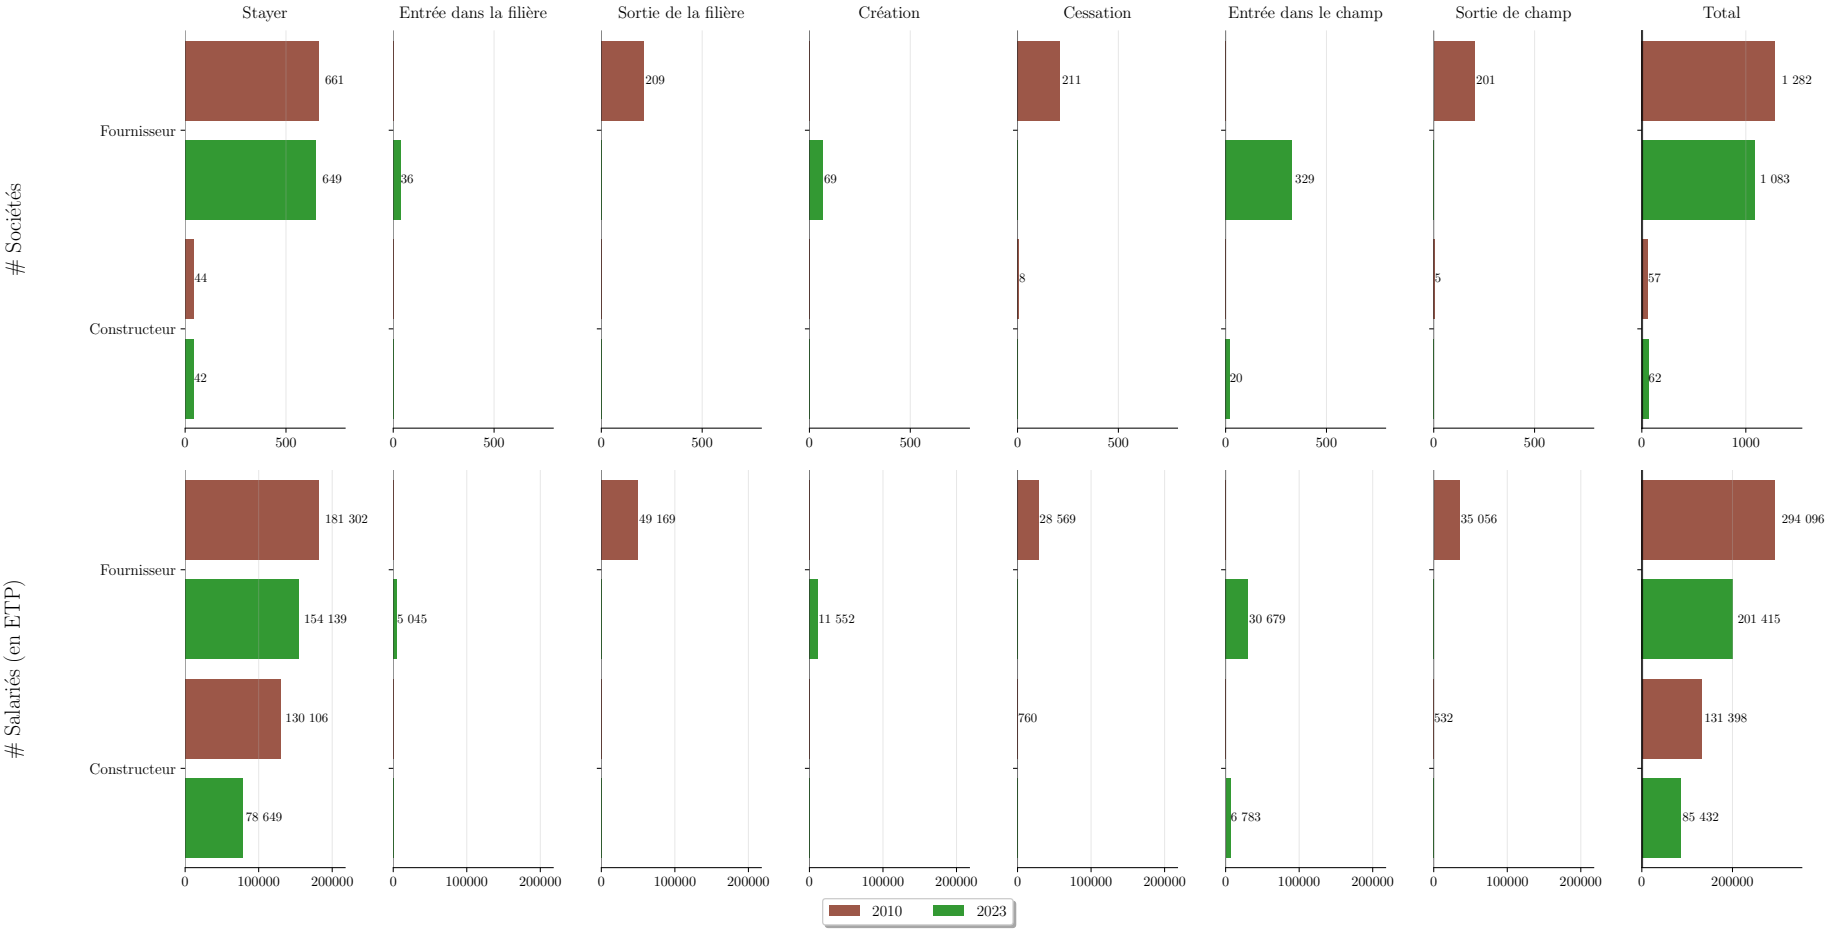 Stayer Entrée dans la filière Sortie de la filière Création Cessation Entrée dans le champ Sortie de champ Total
# Sociétés
661 209 211 201 1 282
Fournisseur
649 36 69 329 1 083
44 8 5 57
Constructeur
42 20 62
0 500 0 500 0 500 0 500 0 500 0 500 0 500 0 1000
# Salariés (en ETP)
181 302 49 169 28 569 35 056 294 096
Fournisseur
154 139 5 045 11 552 30 679 201 415
130 106 760 532 131 398
Constructeur
78 649 6 783 85 432
0 100000 200000 0 100000 200000 0 100000 200000 0 100000 200000 0 100000 200000 0 100000 200000 0 100000 200000 0 200000
2010 2023